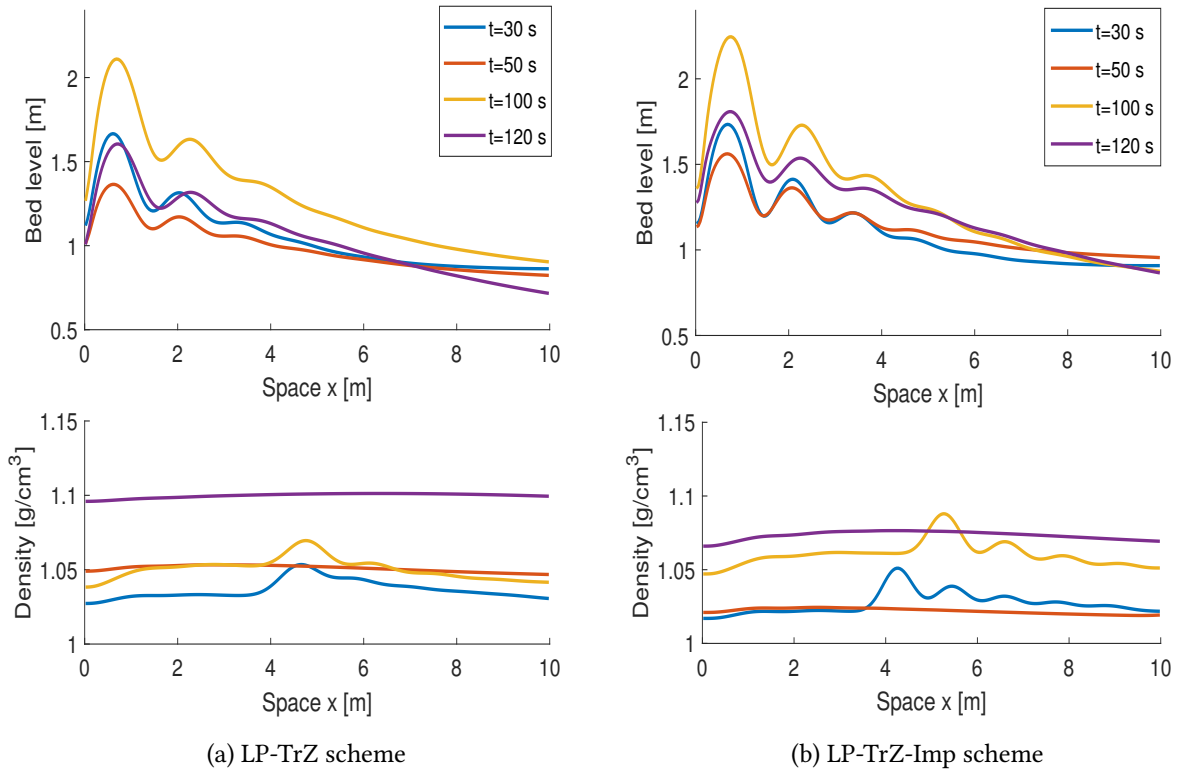 t=30 s
t=50 s
t=100 s
t=120 s
2
1.5
1
0.5
Bed level [m]
0 2 4 6 8 10
Space x [m]
t=30 s
t=50 s
t=100 s
t=120 s
2
1.5
1
0.5
Bed level [m]
0 2 4 6 8 10
Space x [m]
1.15
1.1
1.05
1
Density [g/cm³]
0 2 4 6 8 10
Space x [m]
1.15
1.1
1.05
1
Density [g/cm³]
0 2 4 6 8 10
Space x [m]
(a) LP-TrZ scheme
(b) LP-TrZ-Imp scheme